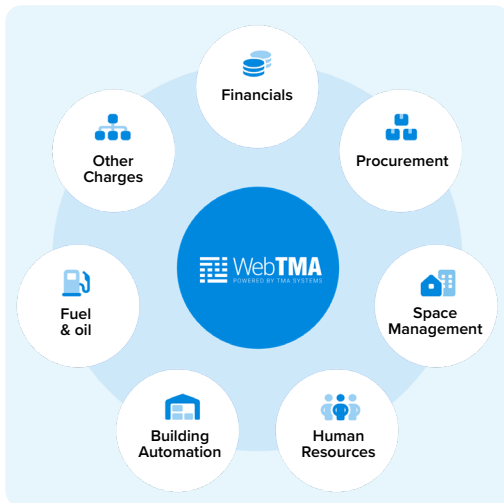 Financials
Procurement
Space
Management
Human
Resources
Building
Automation
Fuel
& oil
Other
Charges
WebTMA
POWERED BY TMA SYSTEMS